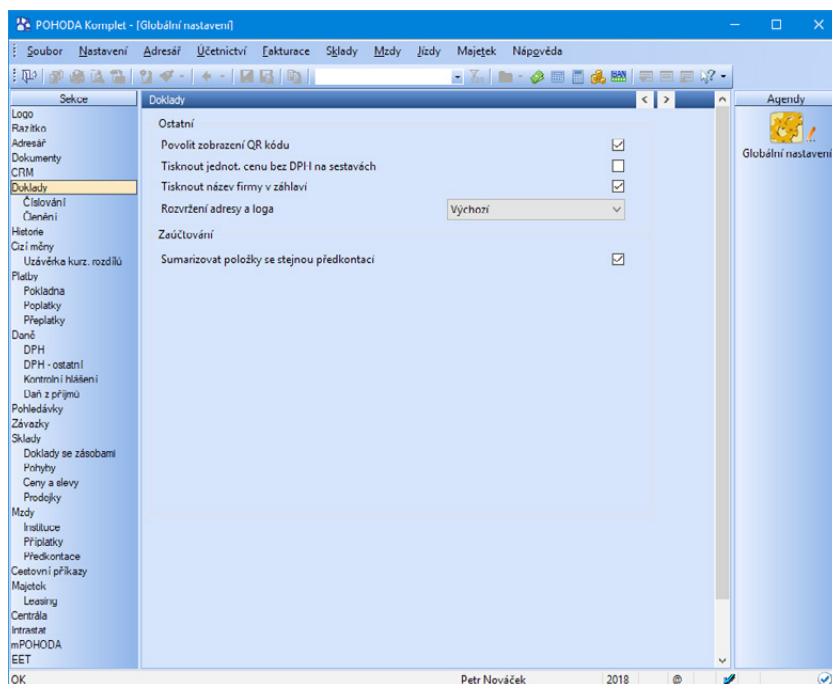 POHODA Komplet - [Globální nastavení]
Soubor Nastavení Adresář Účetnictví Fakturace Sklady Mzdy Jízdy Majetek Nápověda
Sekce
Logo
Razítko
Adresář
Dokumenty
CRM
Doklady
Číslování
Členění
Historie
Cizí měny
Uzávěrka kurz. rozdílů
Platby
Pokladna
Poplatky
Přeplatky
Daně
DPH
DPH - ostatní
Kontrolní hlášení
Daň z příjmů
Pohledávky
Závazky
Sklady
Doklady se zásobami
Pohyby
Ceny a slevy
Prodejky
Mzdy
Instituce
Příplatky
Předkontace
Cestovní příkazy
Majetek
Leasing
Centrála
Intrastat
mPOHODA
EET
Doklady
Ostatní
Povolit zobrazení QR kódu
Tisknout jednot. cenu bez DPH na sestavách
Tisknout název firmy v záhlaví
Rozvržení adresy a loga Výchozí
Zaúčtování
Sumarizovat položky se stejnou předkontací
Agendy
Globální nastavení
OK Petr Nováček 2018 @